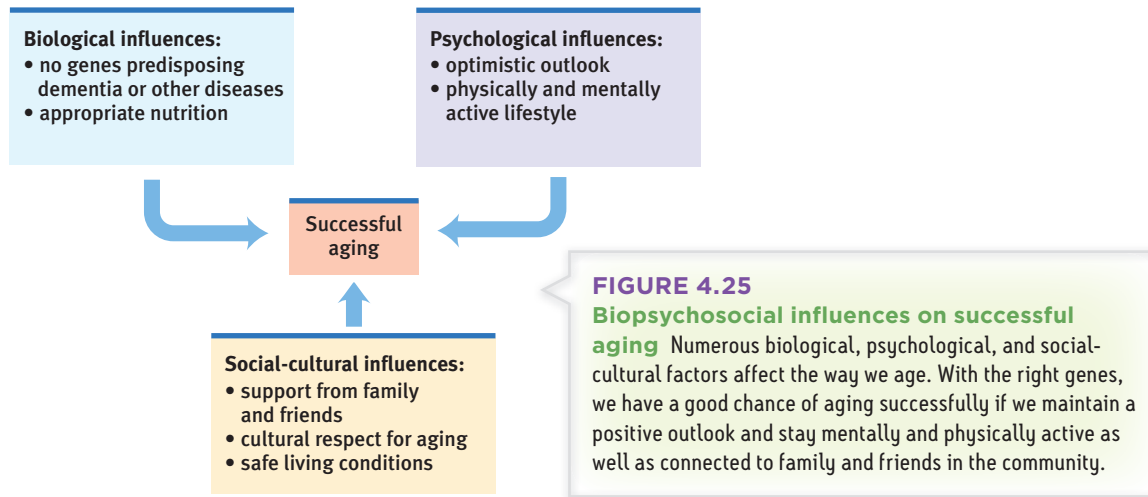 Biological influences:
• no genes predisposing
dementia or other diseases
• appropriate nutrition
Psychological influences:
• optimistic outlook
• physically and mentally
active lifestyle
Successful
aging
Social-cultural influences:
• support from family
and friends
• cultural respect for aging
• safe living conditions
FIGURE 4.25
Biopsychosocial influences on successful
aging Numerous biological, psychological, and social-
cultural factors affect the way we age. With the right genes,
we have a good chance of aging successfully if we maintain a
positive outlook and stay mentally and physically active as
well as connected to family and friends in the community.